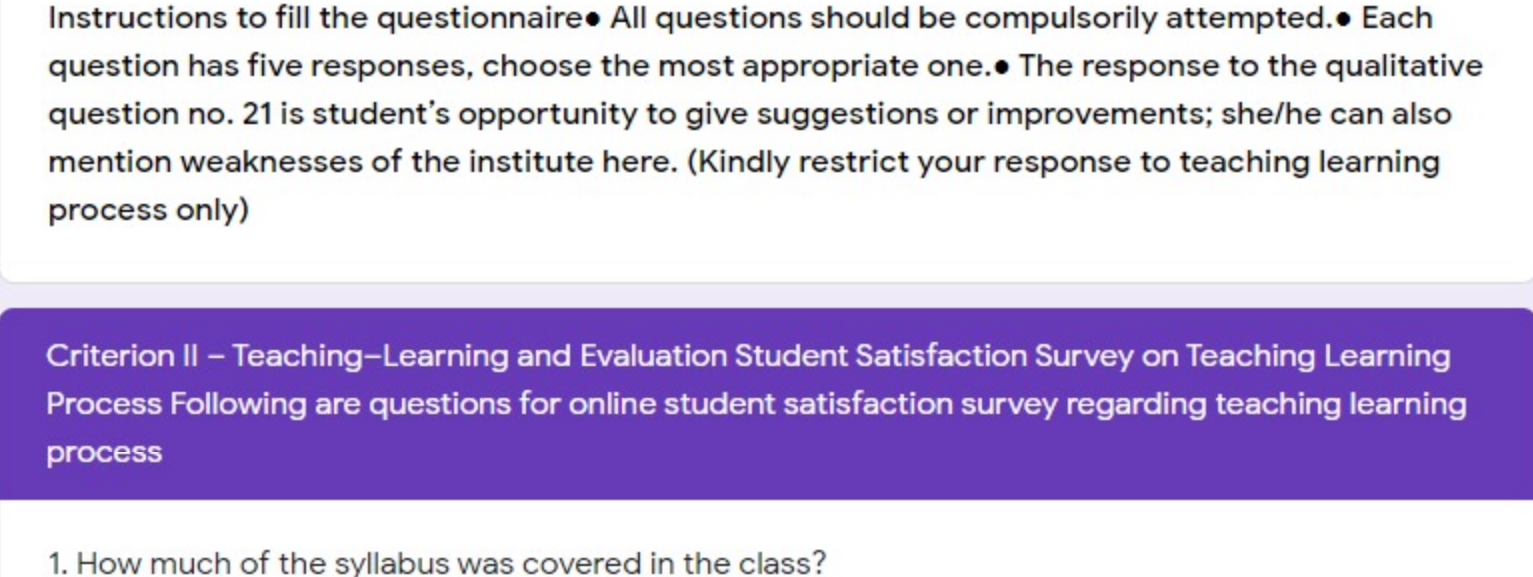 Instructions to fill the questionnaire● All questions should be compulsorily attempted.● Each
question has five responses, choose the most appropriate one.● The response to the qualitative
question no. 21 is student’s opportunity to give suggestions or improvements; she/he can also
mention weaknesses of the institute here. (Kindly restrict your response to teaching learning
process only)
Criterion II – Teaching–Learning and Evaluation Student Satisfaction Survey on Teaching Learning
Process Following are questions for online student satisfaction survey regarding teaching learning
process
1. How much of the syllabus was covered in the class?